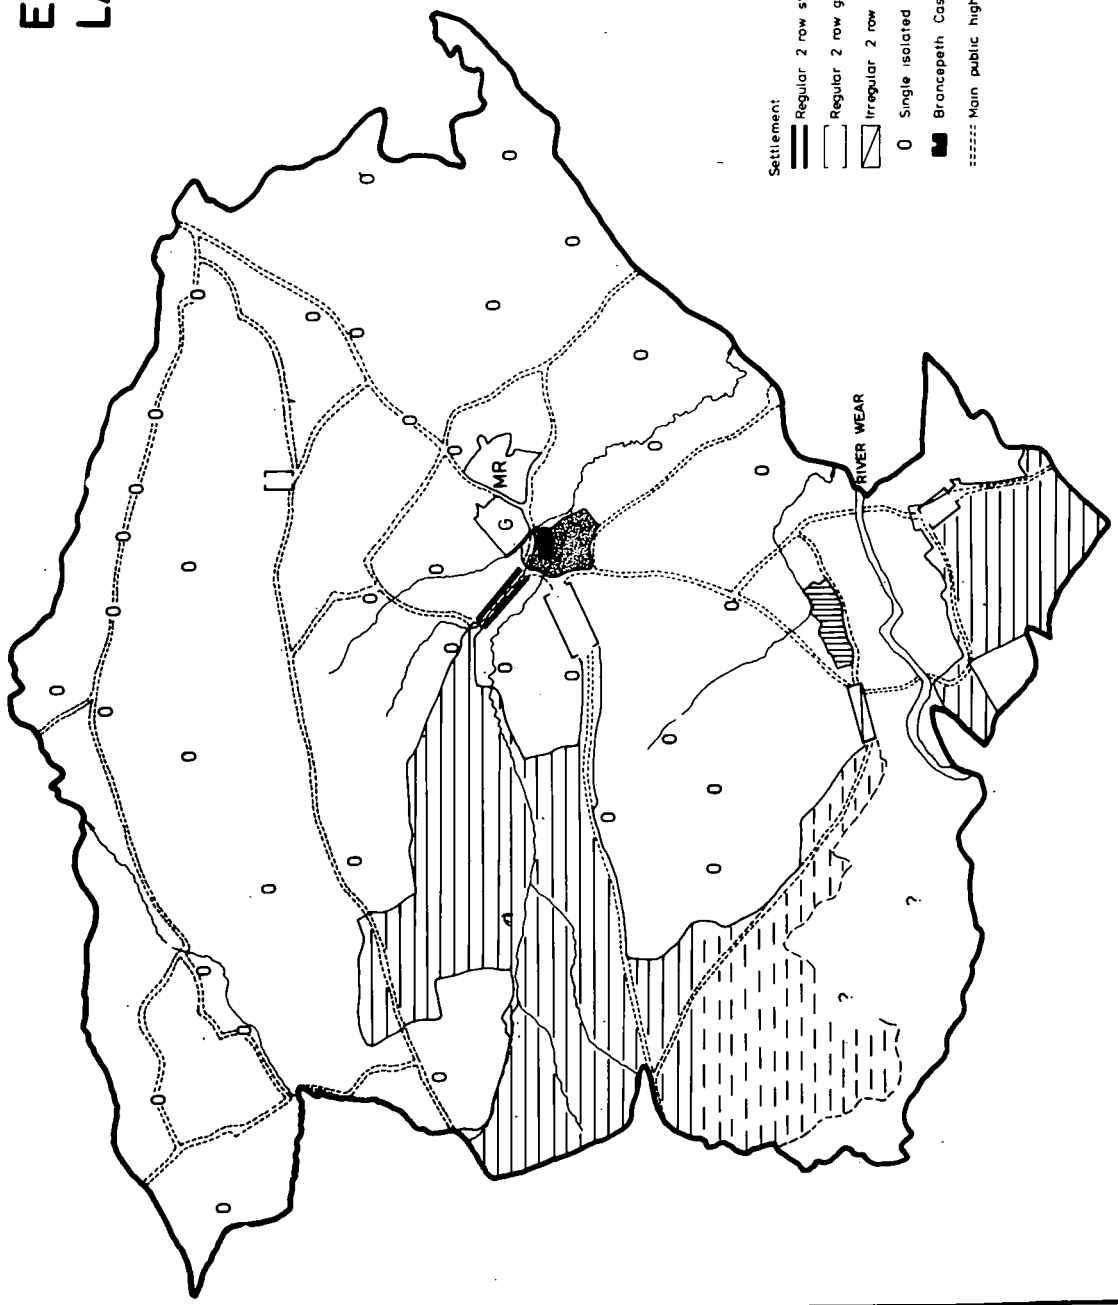 E
LA
Settlement
Regular 2 row s
Regular 2 row g
Irregular 2 row
O Single isolated
Brancepeth Cas
Main public high
MR
G
RIVER WEAR
?
?